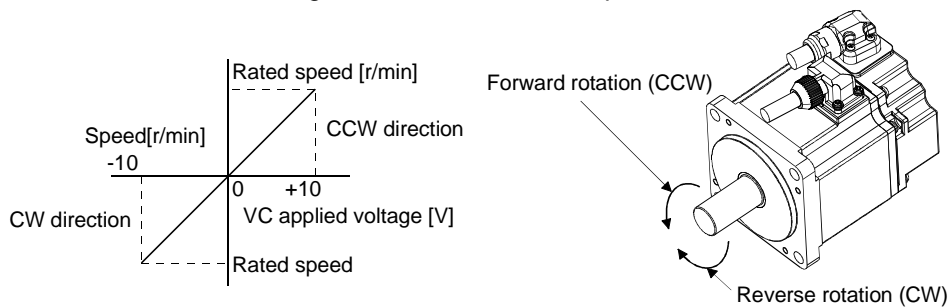 Rated speed [r/min]
Speed[r/min]
CCW direction
-10
0
+10
CW direction
VC applied voltage [V]
Rated speed
Forward rotation (CCW)
Reverse rotation (CW)